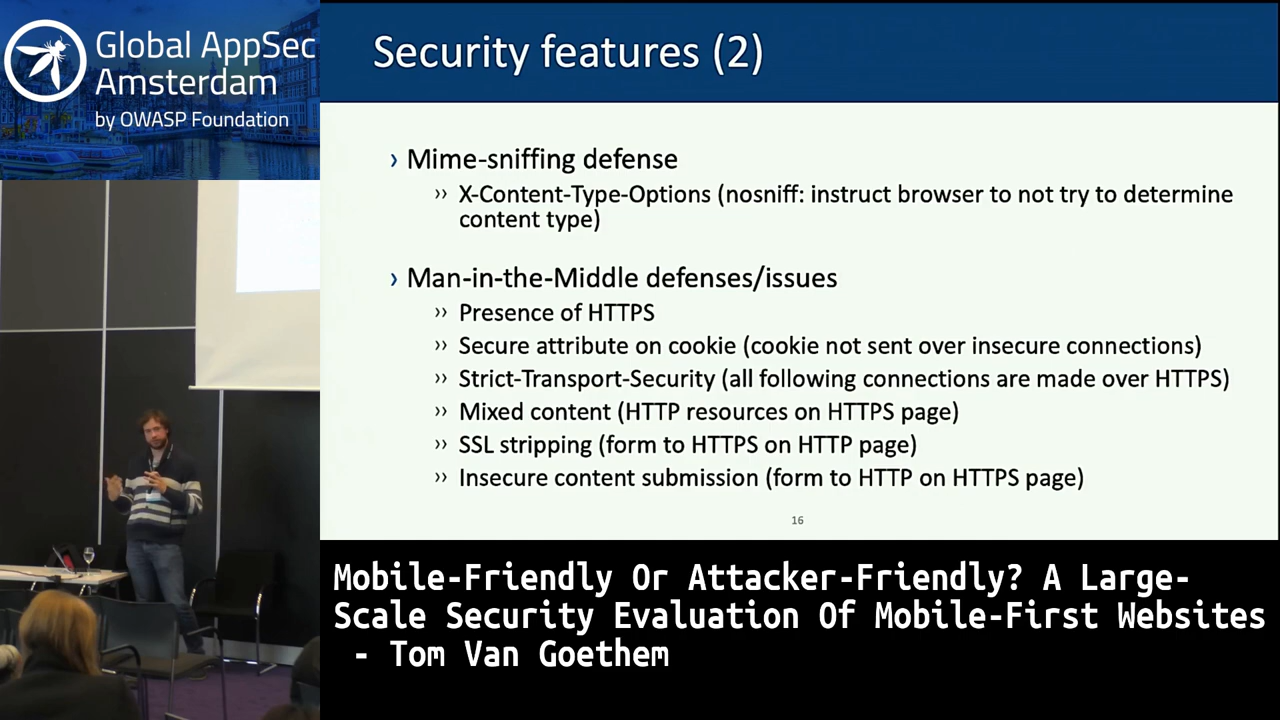 Global AppSec
Amsterdam
by OWASP Foundation
Security features (2)
› Mime-sniffing defense
›› X-Content-Type-Options (nosniff: instruct browser to not try to determine
content type)
› Man-in-the-Middle defenses/issues
›› Presence of HTTPS
›› Secure attribute on cookie (cookie not sent over insecure connections)
›› Strict-Transport-Security (all following connections are made over HTTPS)
›› Mixed content (HTTP resources on HTTPS page)
›› SSL stripping (form to HTTPS on HTTP page)
›› Insecure content submission (form to HTTP on HTTPS page)
16
Mobile-Friendly Or Attacker-Friendly? A Large-
Scale Security Evaluation Of Mobile-First Websites
- Tom Van Goethem